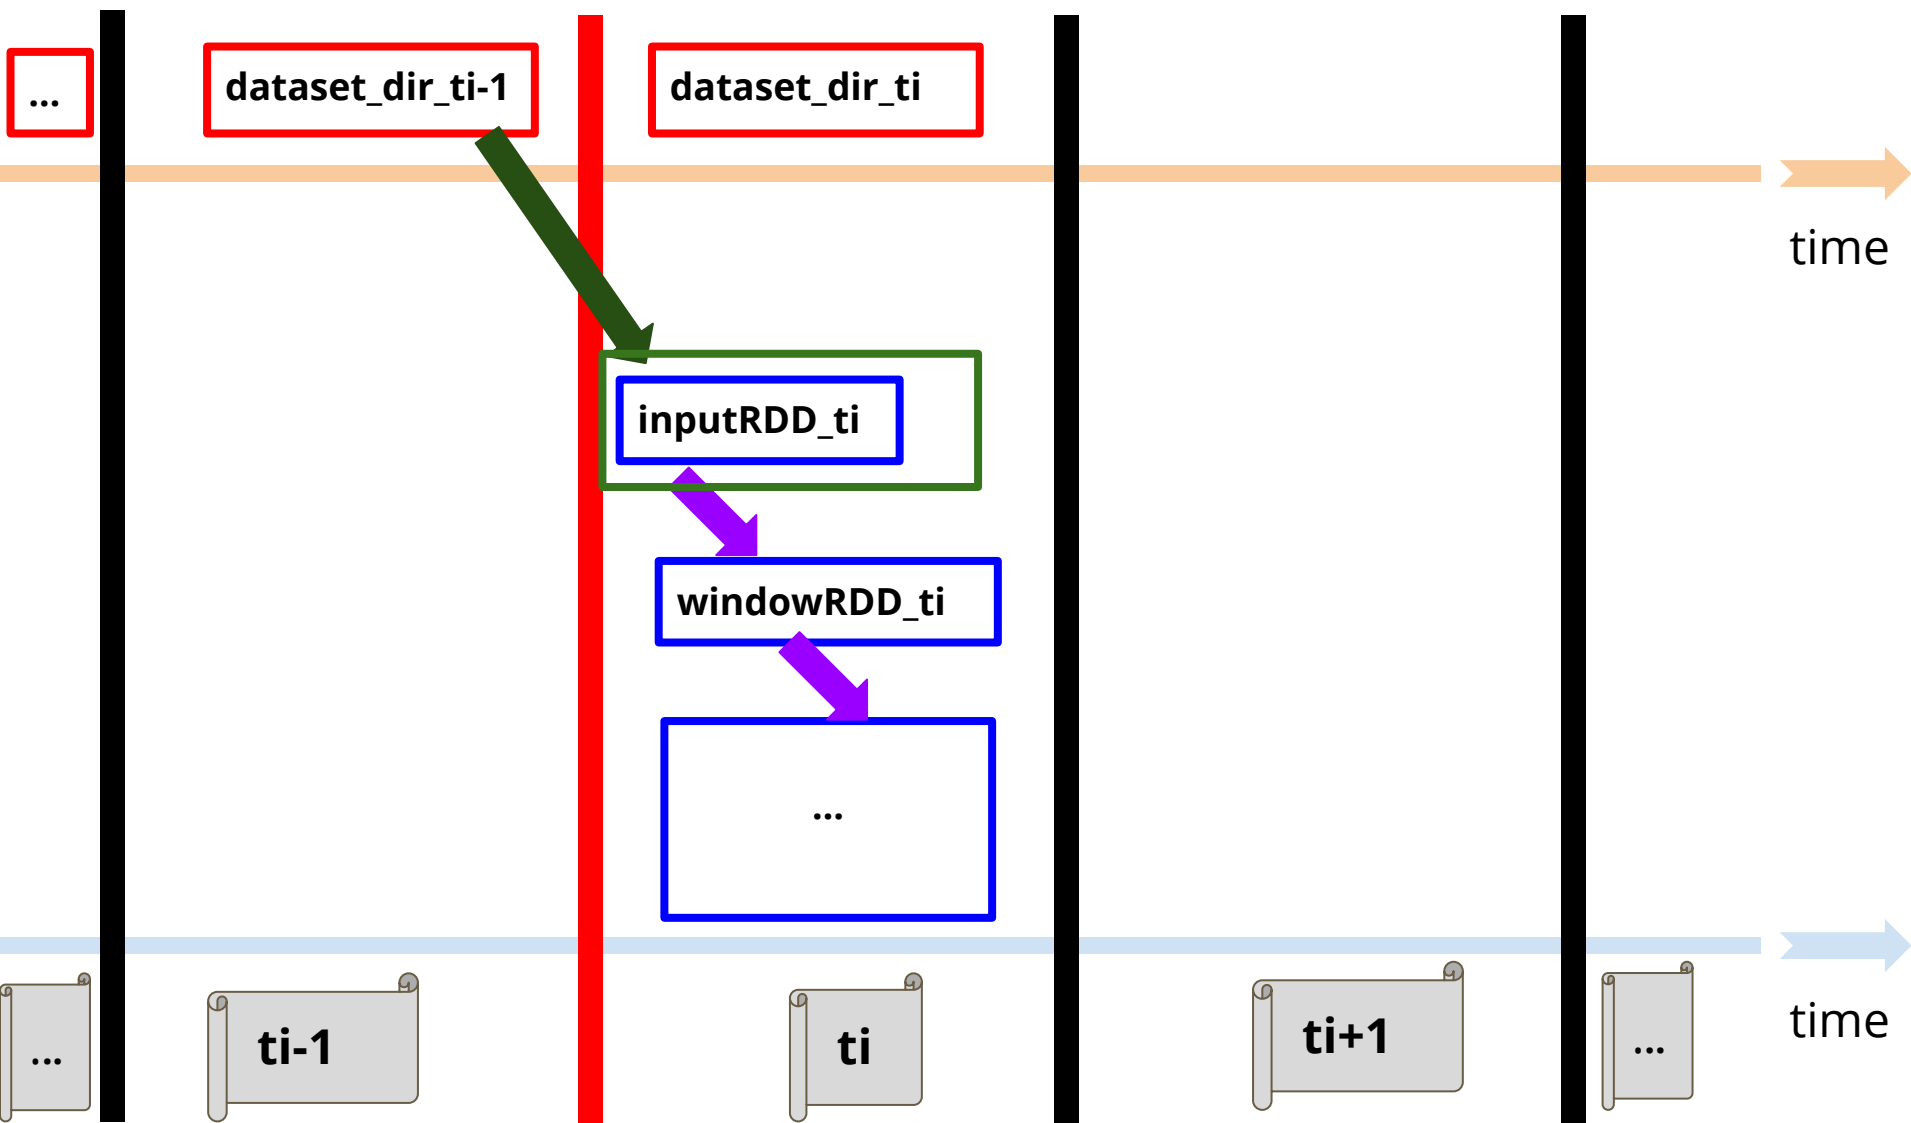 ...
dataset_dir_ti-1
dataset_dir_ti
time
inputRDD_ti
windowRDD_ti
...
...
ti-1
ti
ti+1
...
time